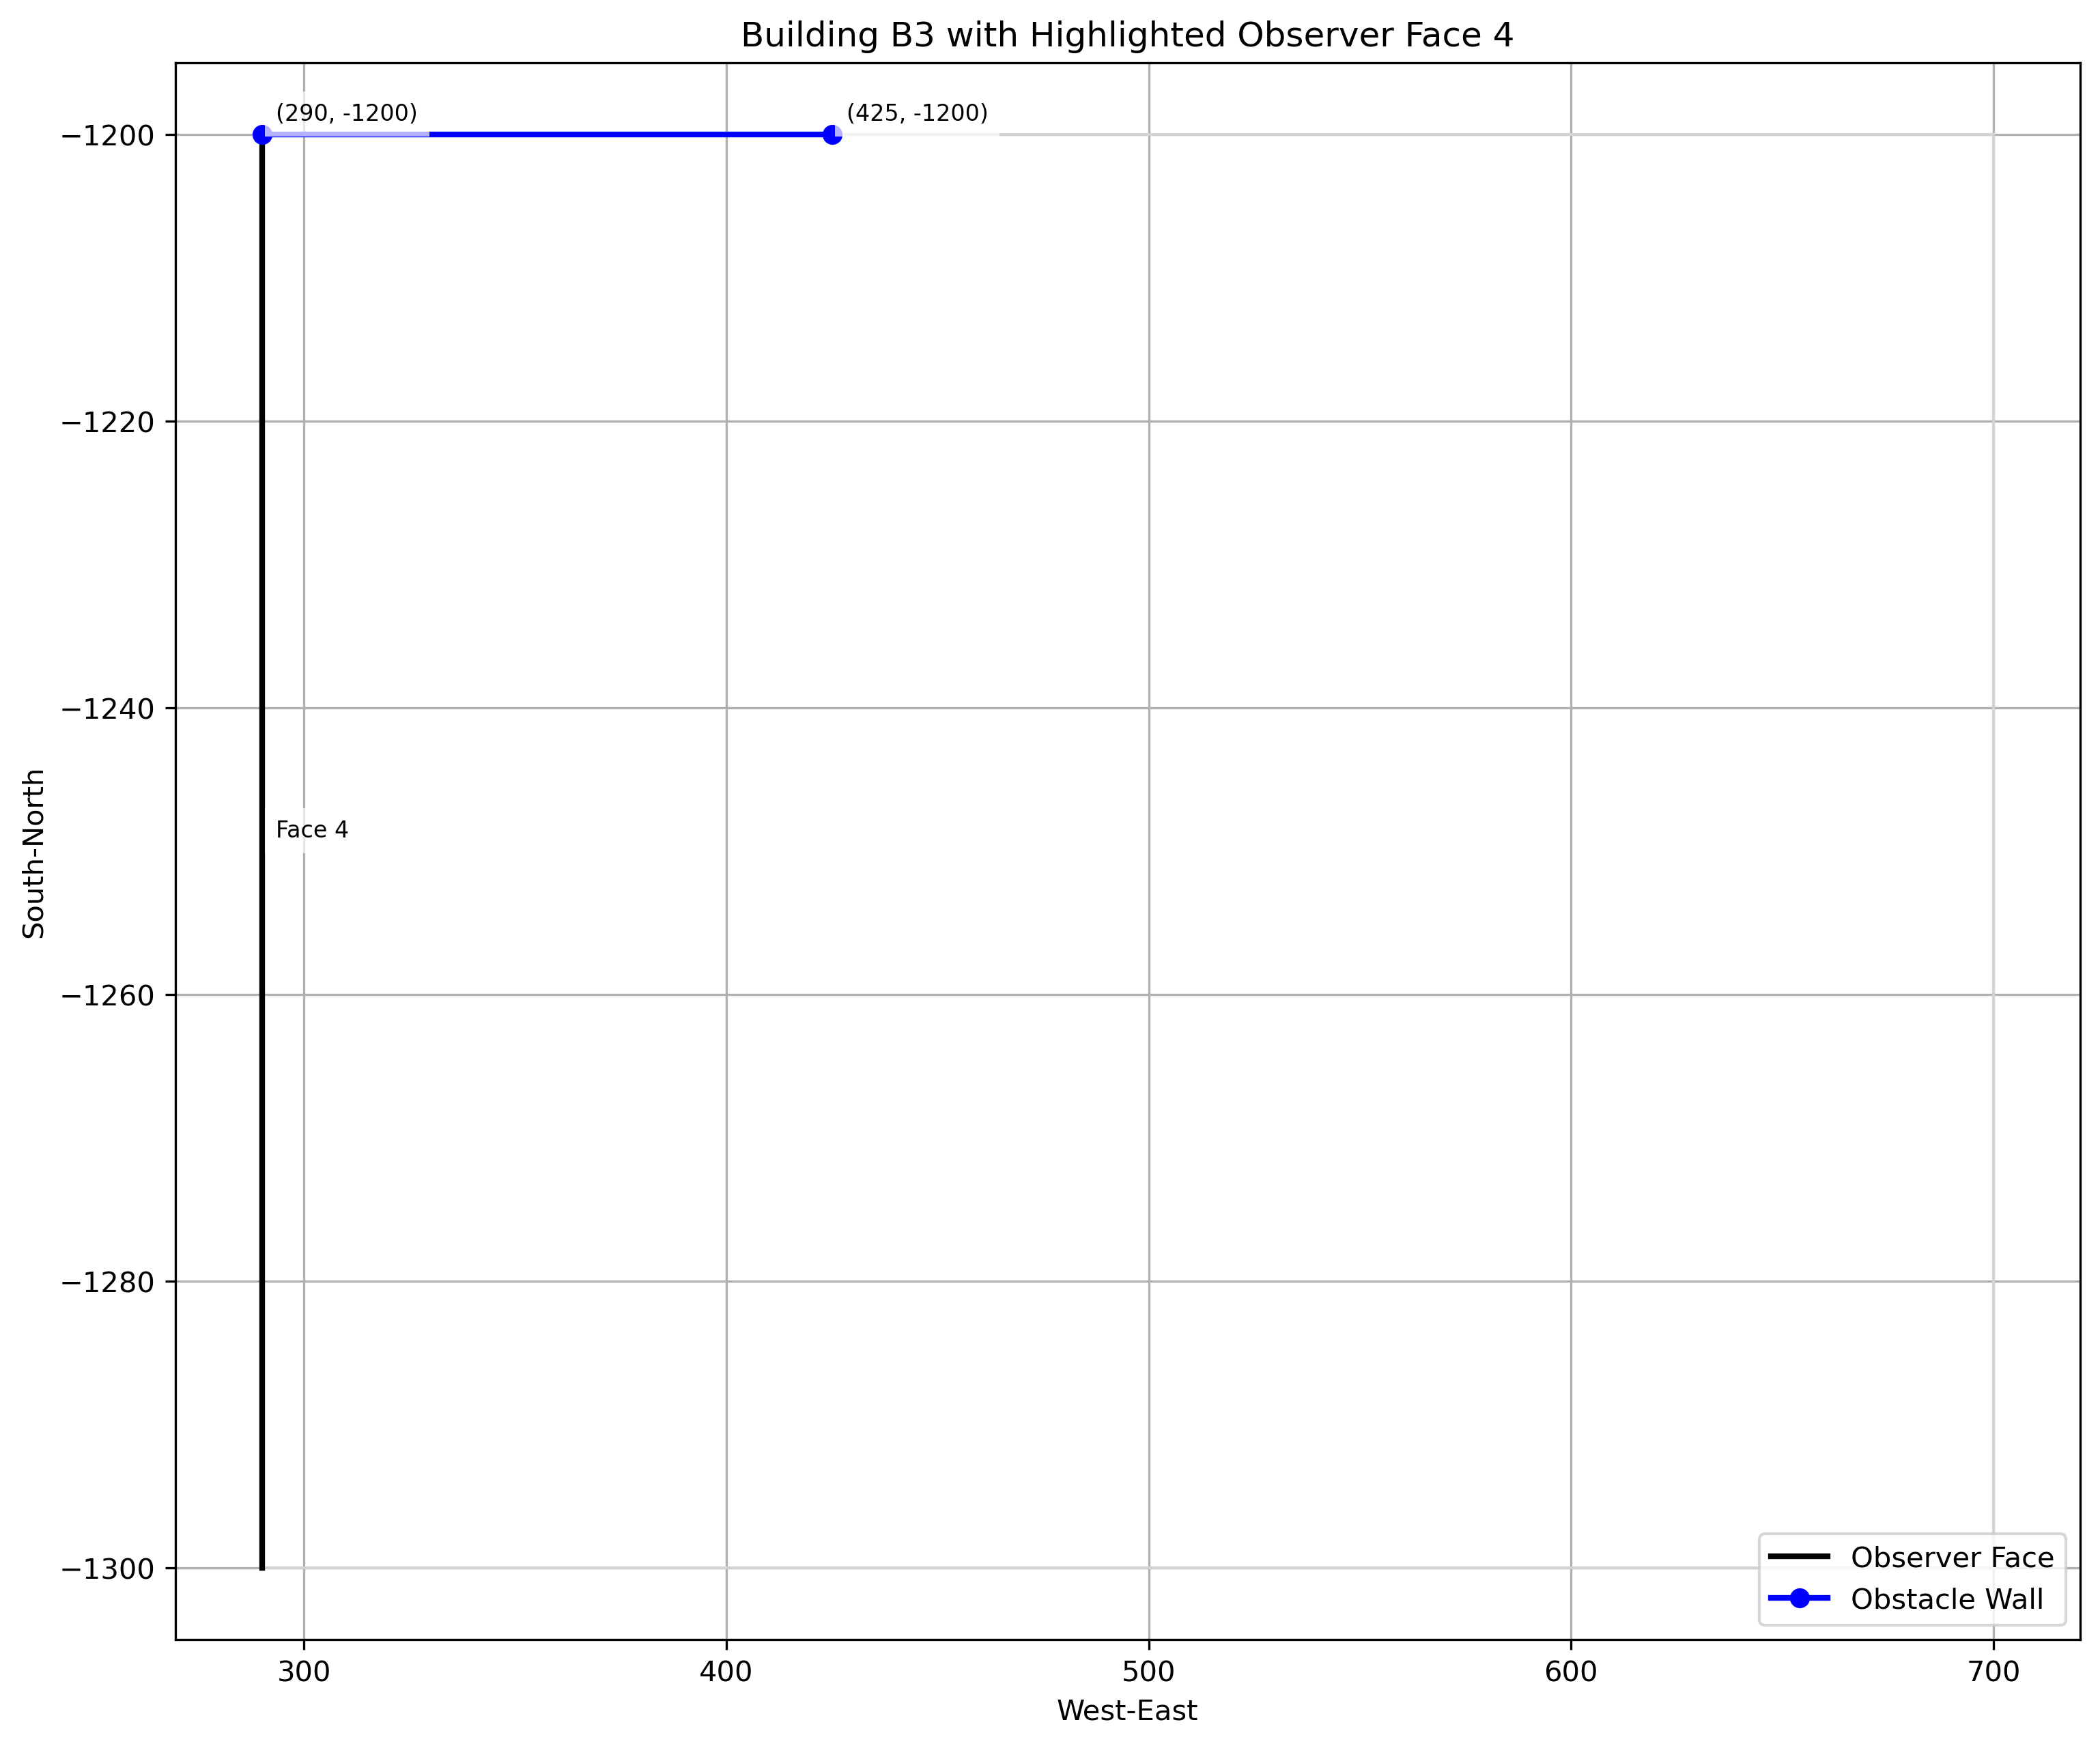 Building B3 with Highlighted Observer Face 4
(290, -1200)
(425, -1200)
−1200
−1220
−1240
Face 4
−1260
−1280
−1300
South-North
Observer Face
Obstacle Wall
300
400
500
600
700
West-East